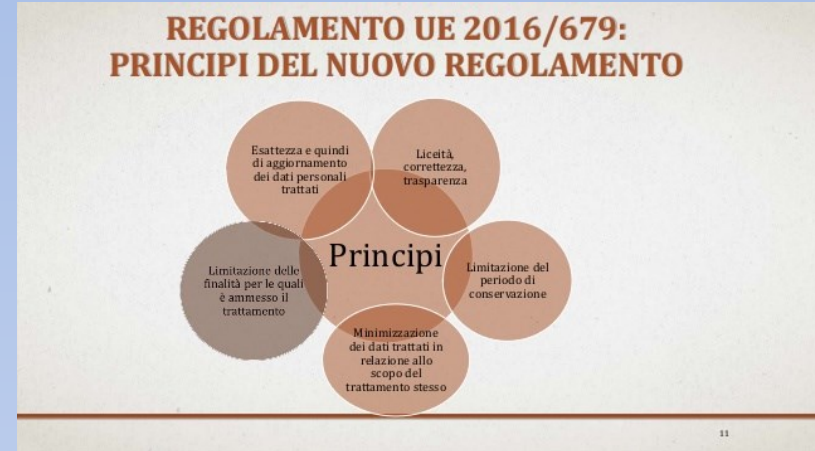 REGOLAMENTO UE 2016/679:
PRINCIPI DEL NUOVO REGOLAMENTO
Esattezza e quindi
di aggiornamento
dei dati personali
trattati
Liceità,
correttezza,
trasparenza
Principi
Limitazione delle
finalità per le quali
è ammesso il
trattamento
Limitazione del
periodo di
conservazione
Minimizzazione
dei dati trattati in
relazione allo
scopo del
trattamento stesso
11